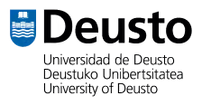 Deusto
Universidad de Deusto
Deustuko Unibertsitatea
University of Deusto